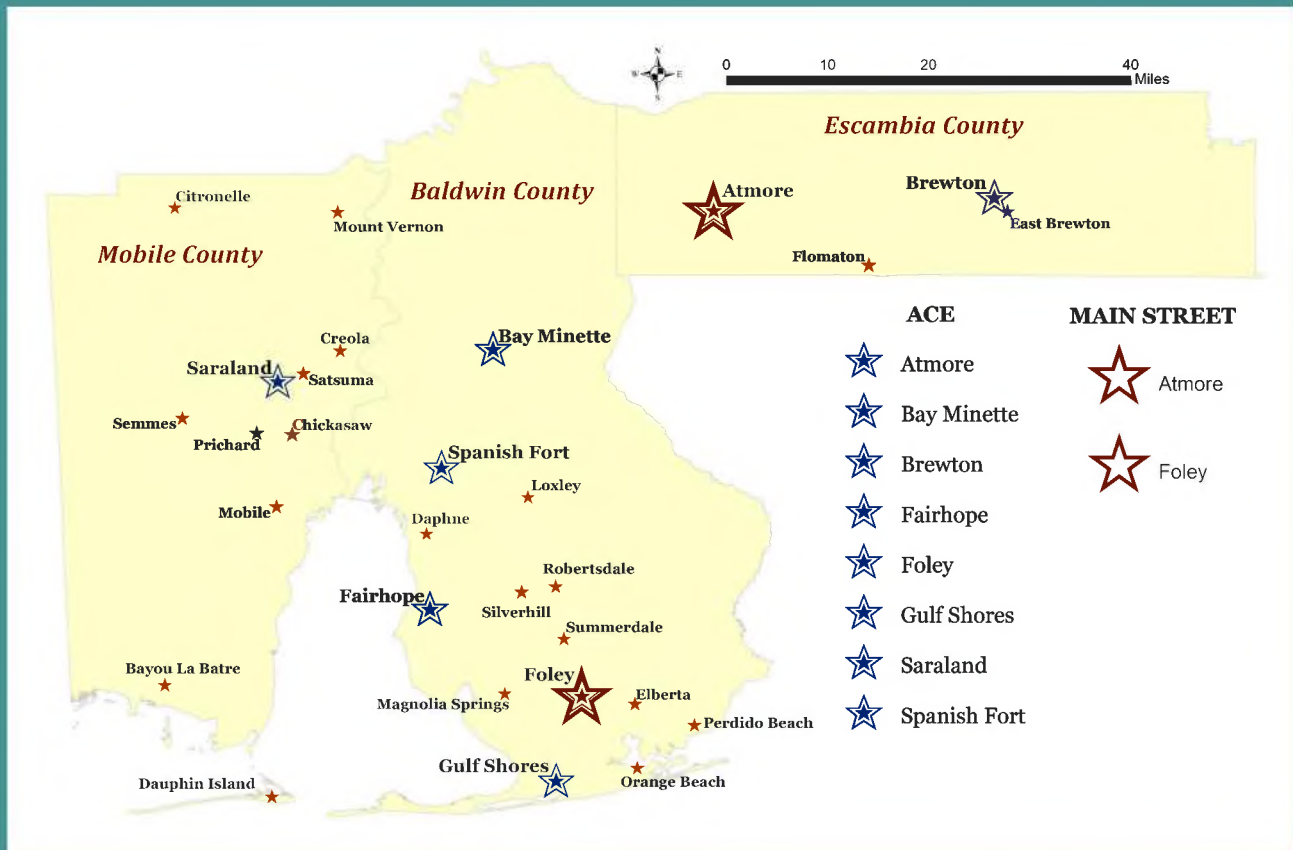 N
W E
S
0 10 20 40
Miles
Escambia County
Baldwin County
Mobile County
Citronelle
Mount Vernon
Atmore
Brewton
East Brewton
Flomaton
Creola
Saraland
Satsuma
Bay Minette
Semmes
Prichard
Chickasaw
Spanish Fort
Loxley
Mobile
Daphne
Robertsdale
Fairhope
Silverhill
Summerdale
Bayou La Batre
Foley
Magnolia Springs
Elberta
Perdido Beach
Gulf Shores
Orange Beach
Dauphin Island
ACE
Atmore
Bay Minette
Brewton
Fairhope
Foley
Gulf Shores
Saraland
Spanish Fort
MAIN STREET
Atmore
Foley